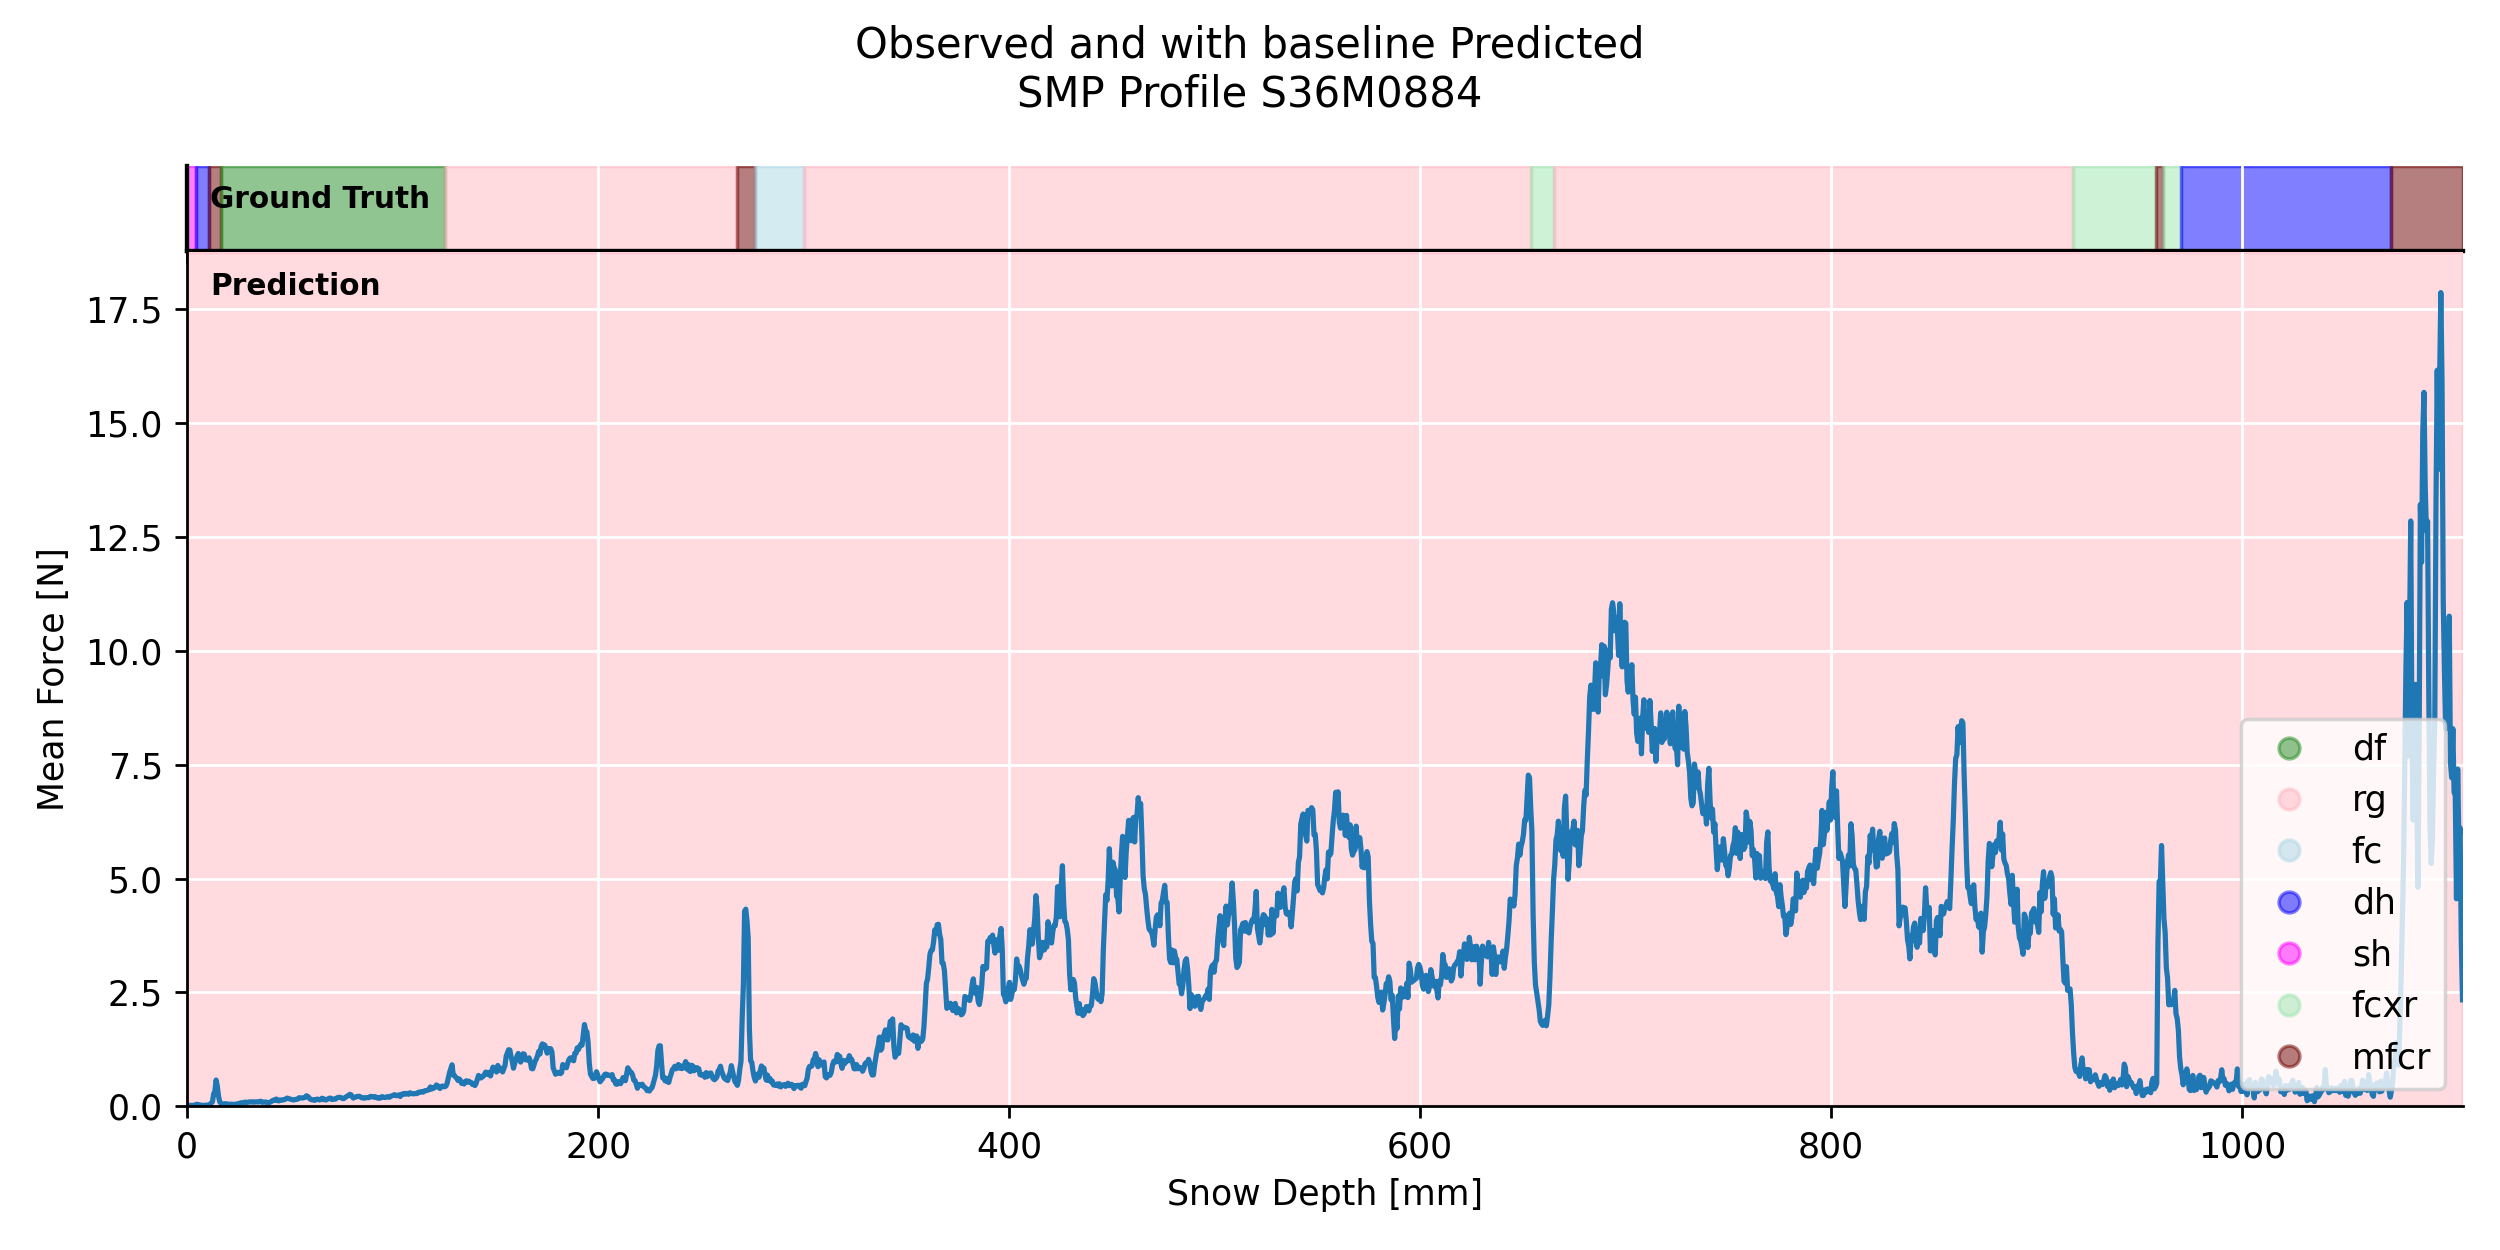 Observed and with baseline Predicted
SMP Profile S36M0884
Ground Truth
Prediction
17.5
15.0
12.5
10.0
7.5
5.0
2.5
0.0
Mean Force [N]
df
rg
fc
dh
sh
fcxr
mfcr
0 200 400 600 800 1000
Snow Depth [mm]